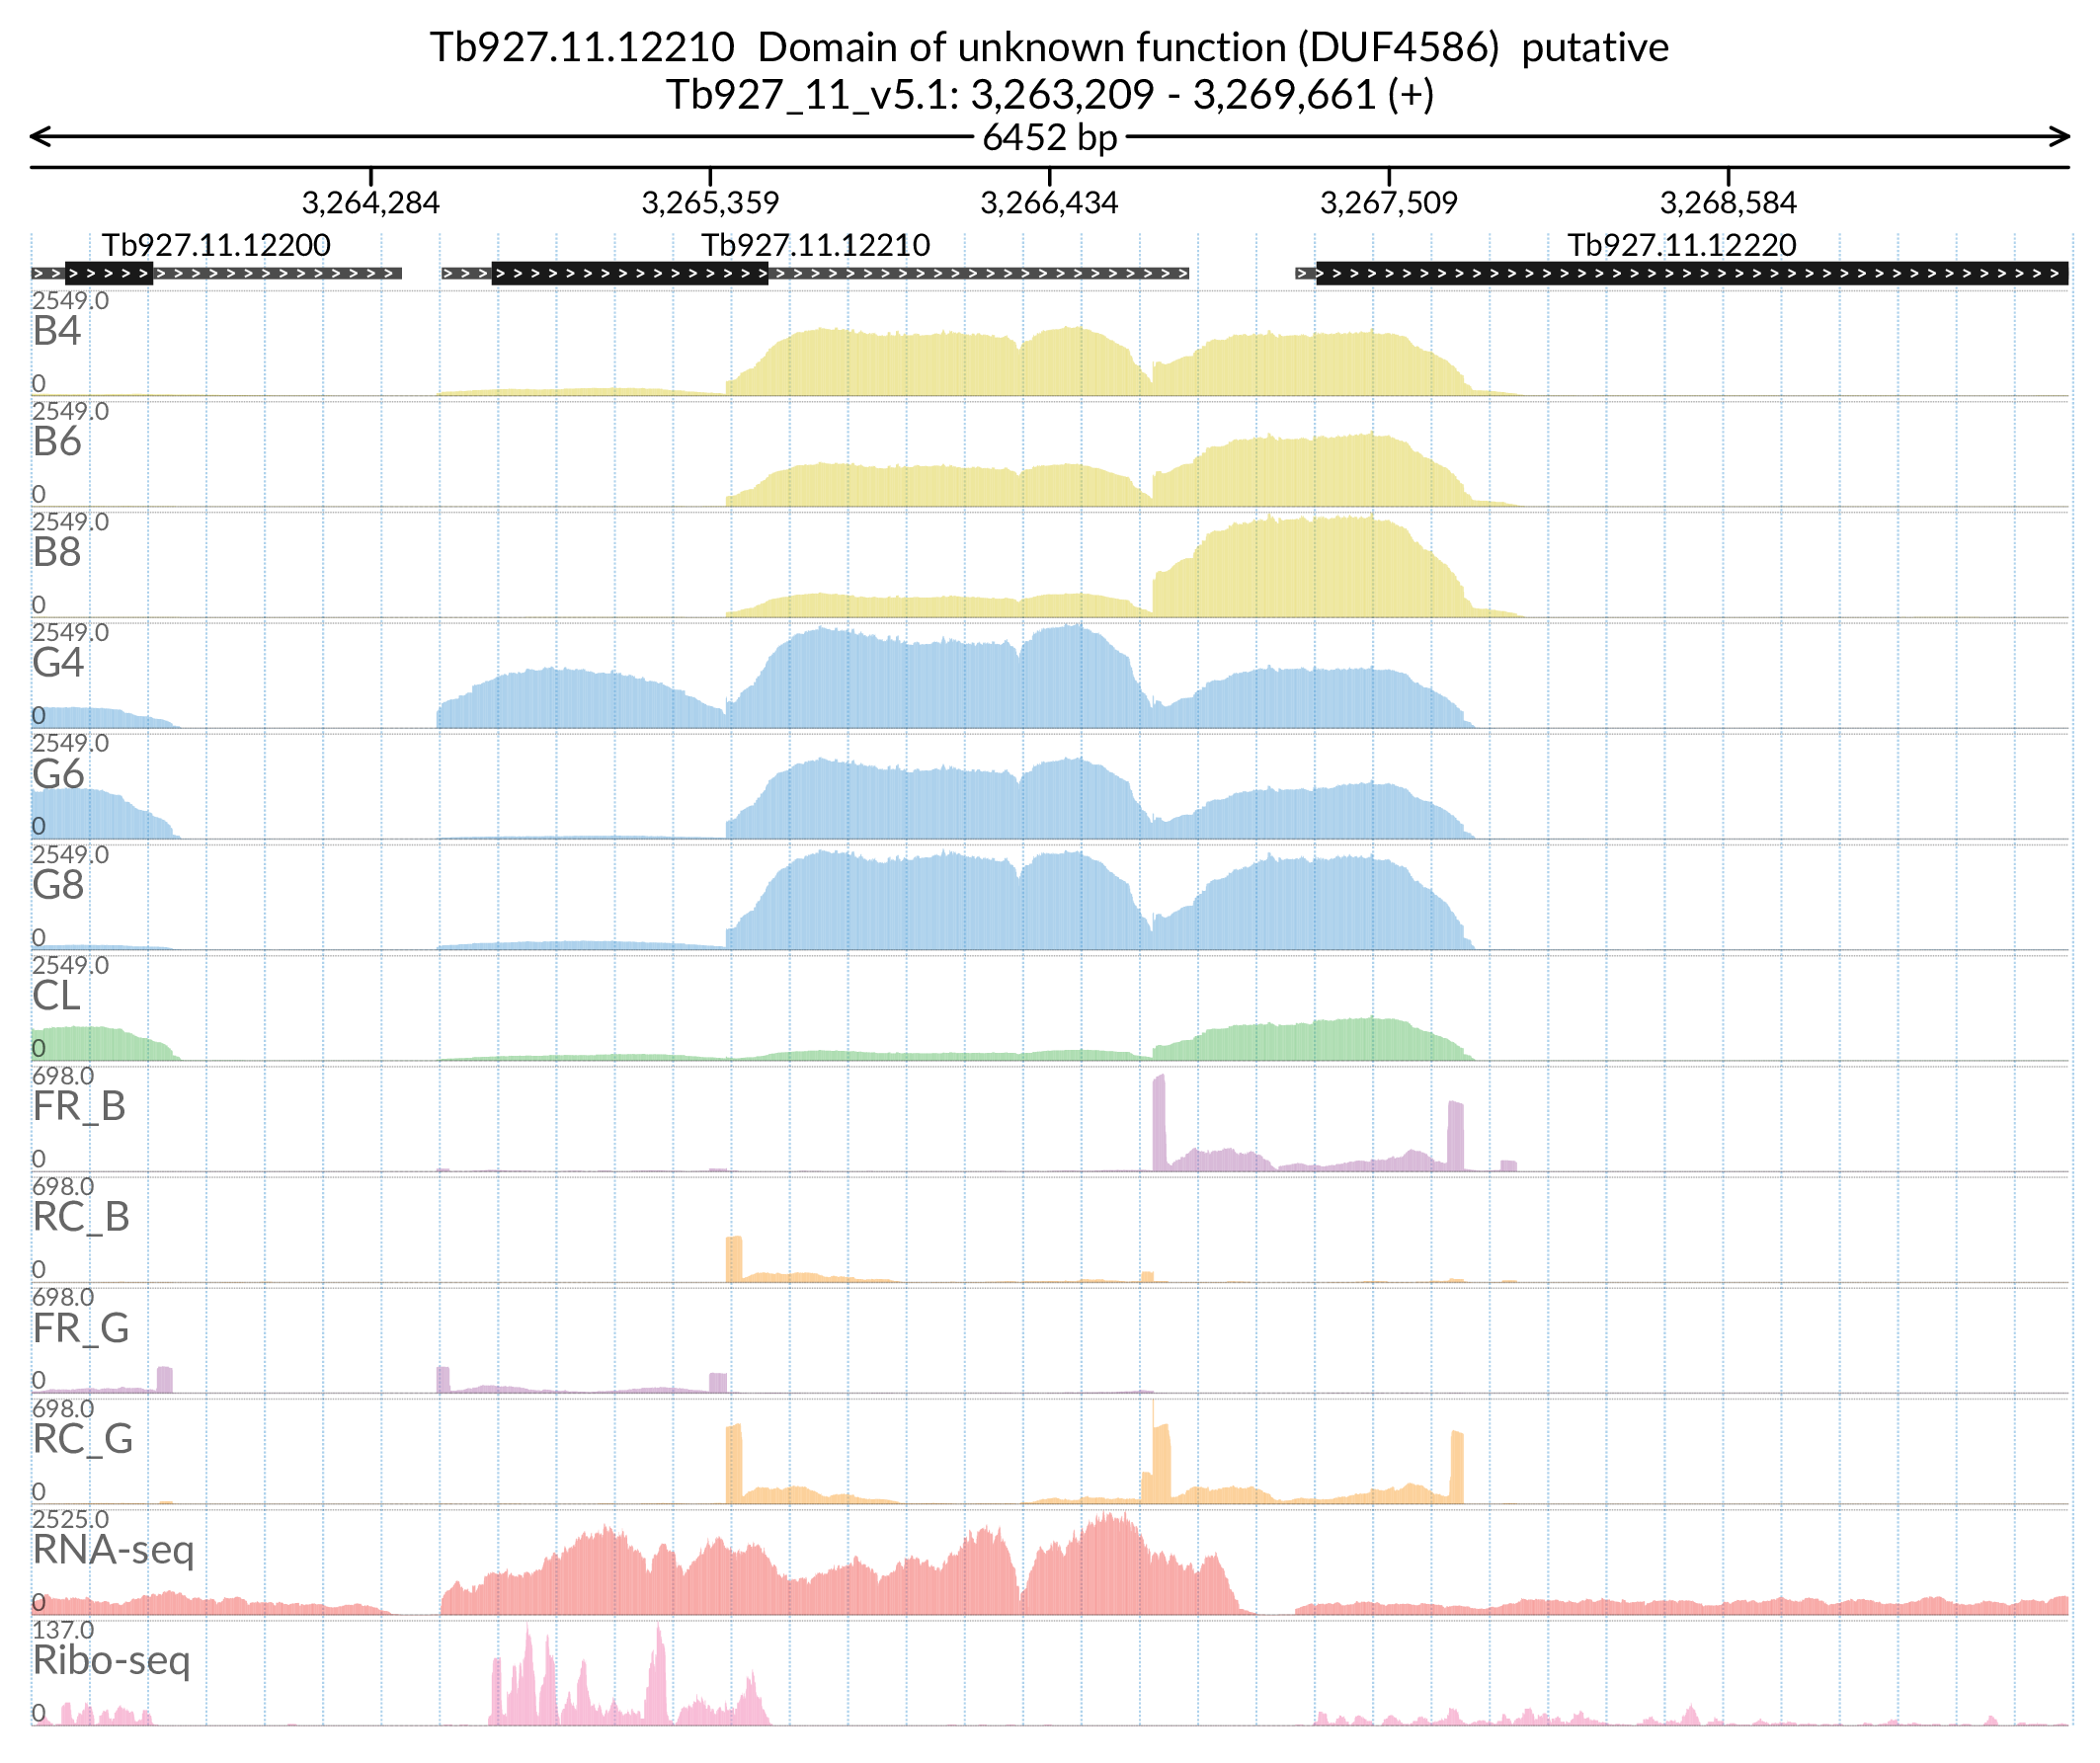 Tb927.11.12210  Domain of unknown function (DUF4586)  putative
Tb927_11_v5.1: 3,263,209 - 3,269,661 (+)
6452 bp
3,264,284 3,265,359 3,266,434 3,267,509 3,268,584
Tb927.11.12200 Tb927.11.12210 Tb927.11.12220
2549.0
B4
0
2549.0
B6
0
2549.0
B8
0
2549.0
G4
0
2549.0
G6
0
2549.0
G8
0
2549.0
CL
0
698.0
FR_B
0
698.0
RC_B
0
698.0
FR_G
0
698.0
RC_G
0
2525.0
RNA-seq
0
137.0
Ribo-seq
0